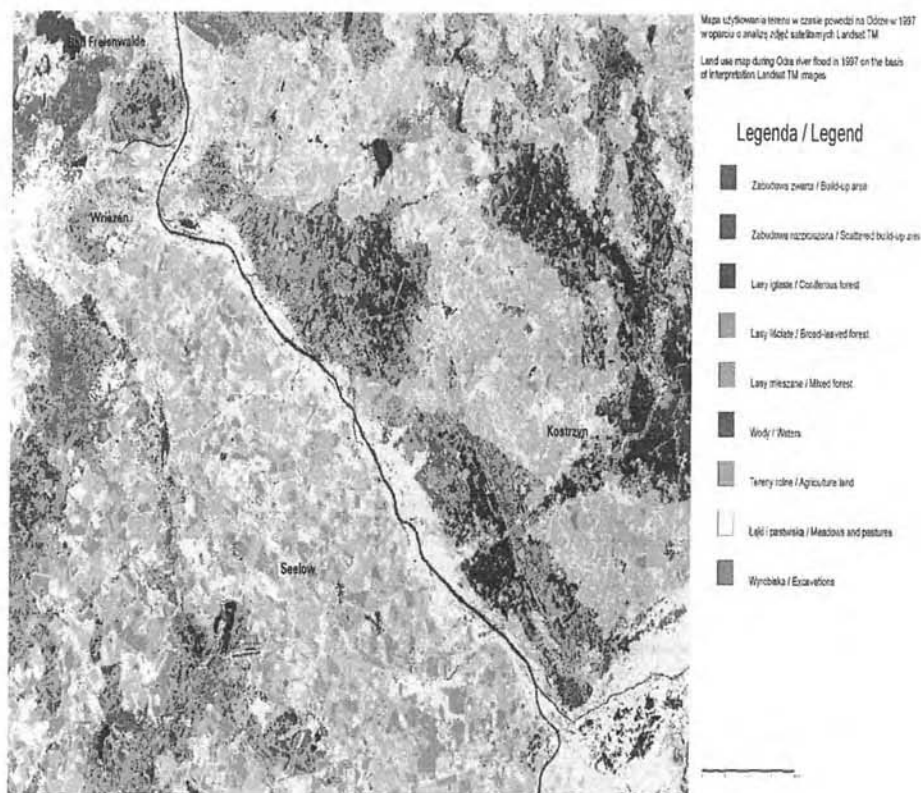 Mapa użytkowania terenu w czasie powodzi na Odrze w 1997
w oparciu o analizę zdjęć satelitarnych Landset TM
Land use map during Odra river flood in 1997 on the basis
of interpretation Landset TM images
Legenda / Legend
Zabudowa zwarta / Build-up area
Zabudowa rozproszona / Scattered build-up area
Lasy iglaste / Coniferous forest
Lasy liściate / Broad-leaved forest
Lasy mieszane / Mixed forest
Wody / Waters
Tereny rolne / Agriculture land
Łąki i pastwiska / Meadows and pastures
Wyrobiska / Excavations
Bad Freienwalde
Wriezen
Kostrzyn
Seelow